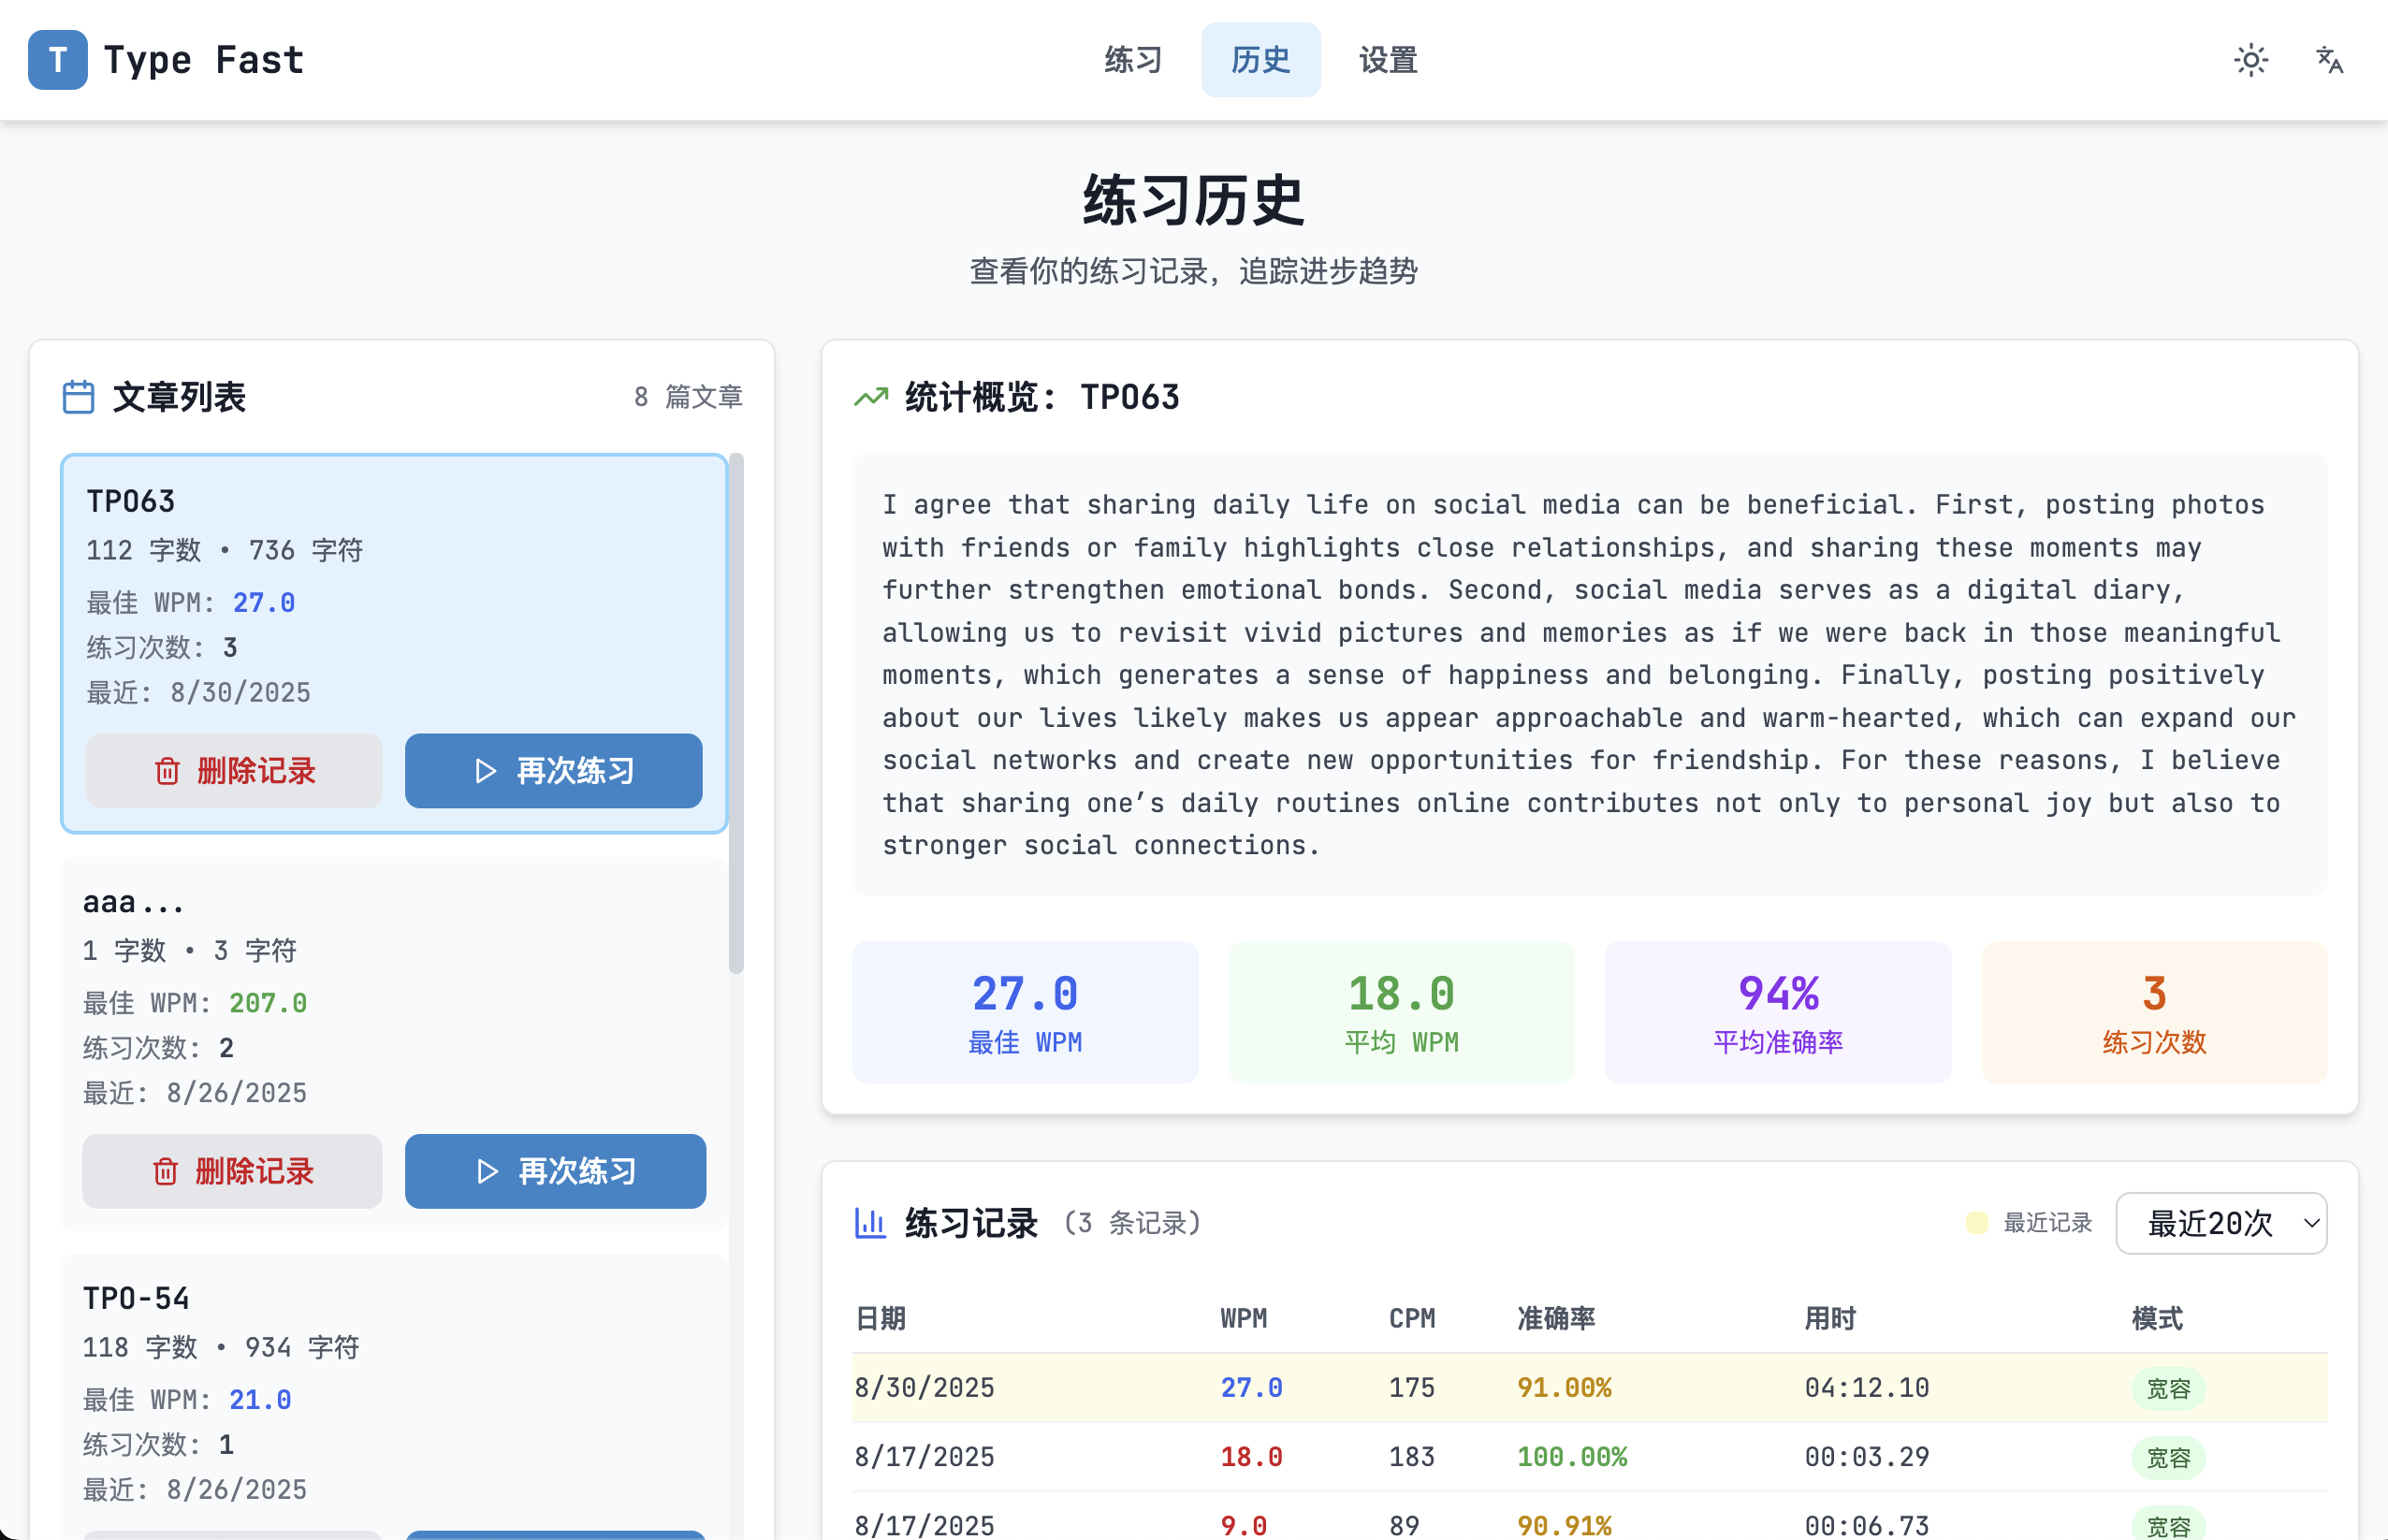 T Type Fast
练习 历史 设置
练习历史
查看你的练习记录，追踪进步趋势
文章列表 8 篇文章
TPO63
112 字数 • 736 字符
最佳 WPM: 27.0
练习次数: 3
最近: 8/30/2025
删除记录 再次练习
aaa...
1 字数 • 3 字符
最佳 WPM: 207.0
练习次数: 2
最近: 8/26/2025
删除记录 再次练习
TPO-54
118 字数 • 934 字符
最佳 WPM: 21.0
练习次数: 1
最近: 8/26/2025
统计概览: TPO63
I agree that sharing daily life on social media can be beneficial. First, posting photos
with friends or family highlights close relationships, and sharing these moments may
further strengthen emotional bonds. Second, social media serves as a digital diary,
allowing us to revisit vivid pictures and memories as if we were back in those meaningful
moments, which generates a sense of happiness and belonging. Finally, posting positively
about our lives likely makes us appear approachable and warm-hearted, which can expand our
social networks and create new opportunities for friendship. For these reasons, I believe
that sharing one’s daily routines online contributes not only to personal joy but also to
stronger social connections.
27.0 18.0 94% 3
最佳 WPM 平均 WPM 平均准确率 练习次数
练习记录 (3 条记录) 最近记录 最近20次
日期 WPM CPM 准确率 用时 模式
8/30/2025 27.0 175 91.00% 04:12.10 宽容
8/17/2025 18.0 183 100.00% 00:03.29 宽容
8/17/2025 9.0 89 90.91% 00:06.73 宽容